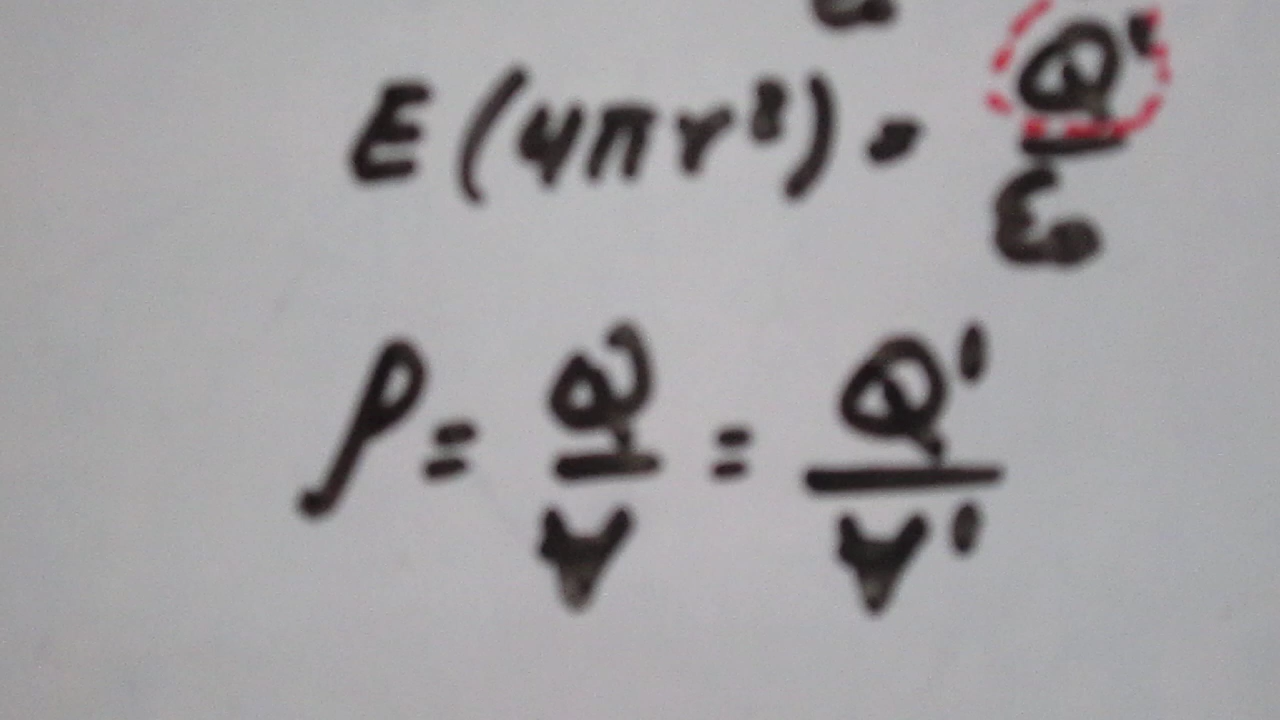 E(4πr²) = Q'/ε₀
ρ = Q/V = Q'/V'